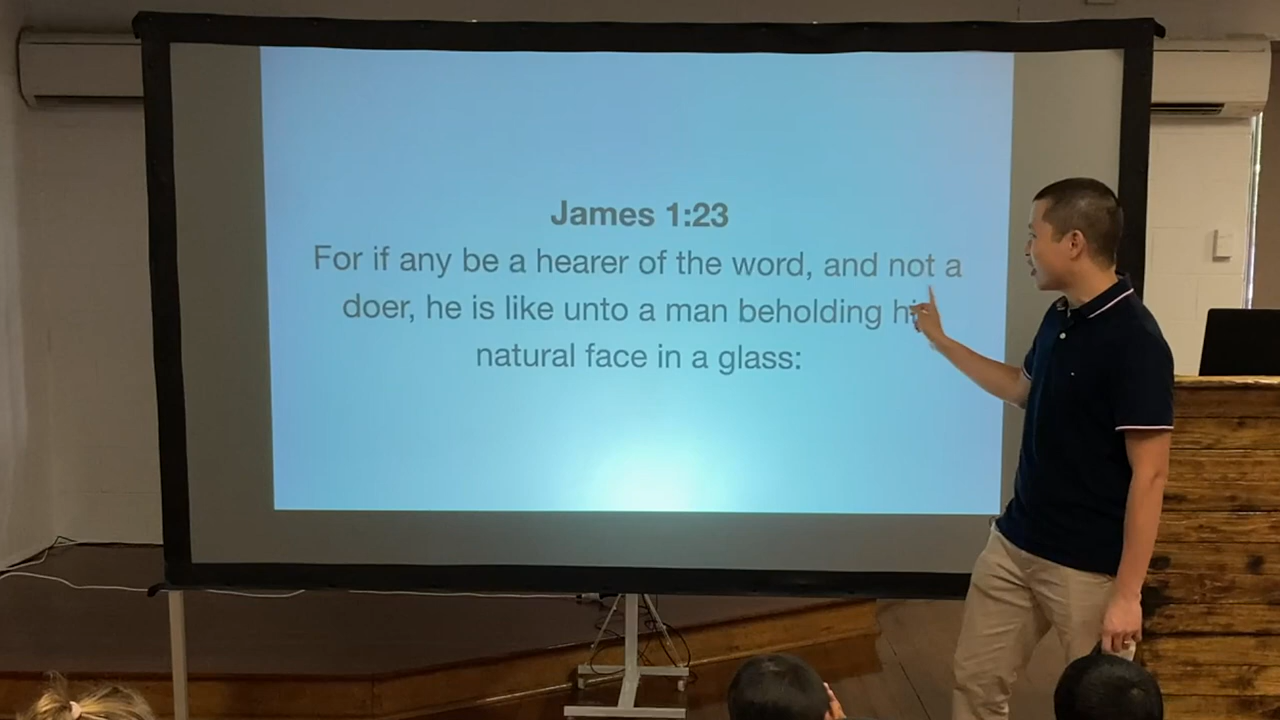 James 1:23
For if any be a hearer of the word, and not a
doer, he is like unto a man beholding
natural face in a glass: